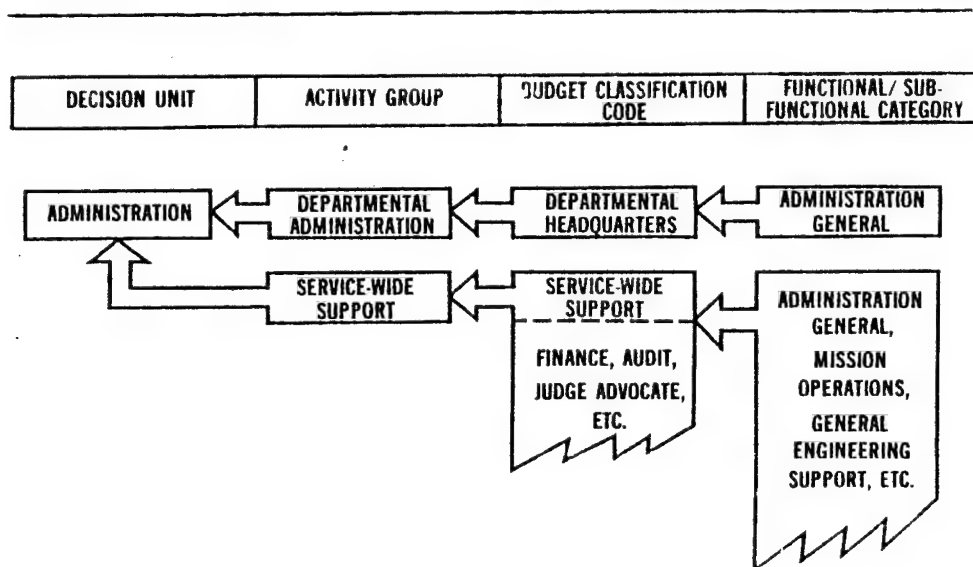 DECISION UNIT
ACTIVITY GROUP
BUDGET CLASSIFICATION
CODE
FUNCTIONAL/ SUB-
FUNCTIONAL CATEGORY
ADMINISTRATION
DEPARTMENTAL
ADMINISTRATION
DEPARTMENTAL
HEADQUARTERS
ADMINISTRATION
GENERAL
SERVICE-WIDE
SUPPORT
SERVICE-WIDE
SUPPORT
FINANCE, AUDIT,
JUDGE ADVOCATE,
ETC.
ADMINISTRATION
GENERAL,
MISSION
OPERATIONS,
GENERAL
ENGINEERING
SUPPORT, ETC.